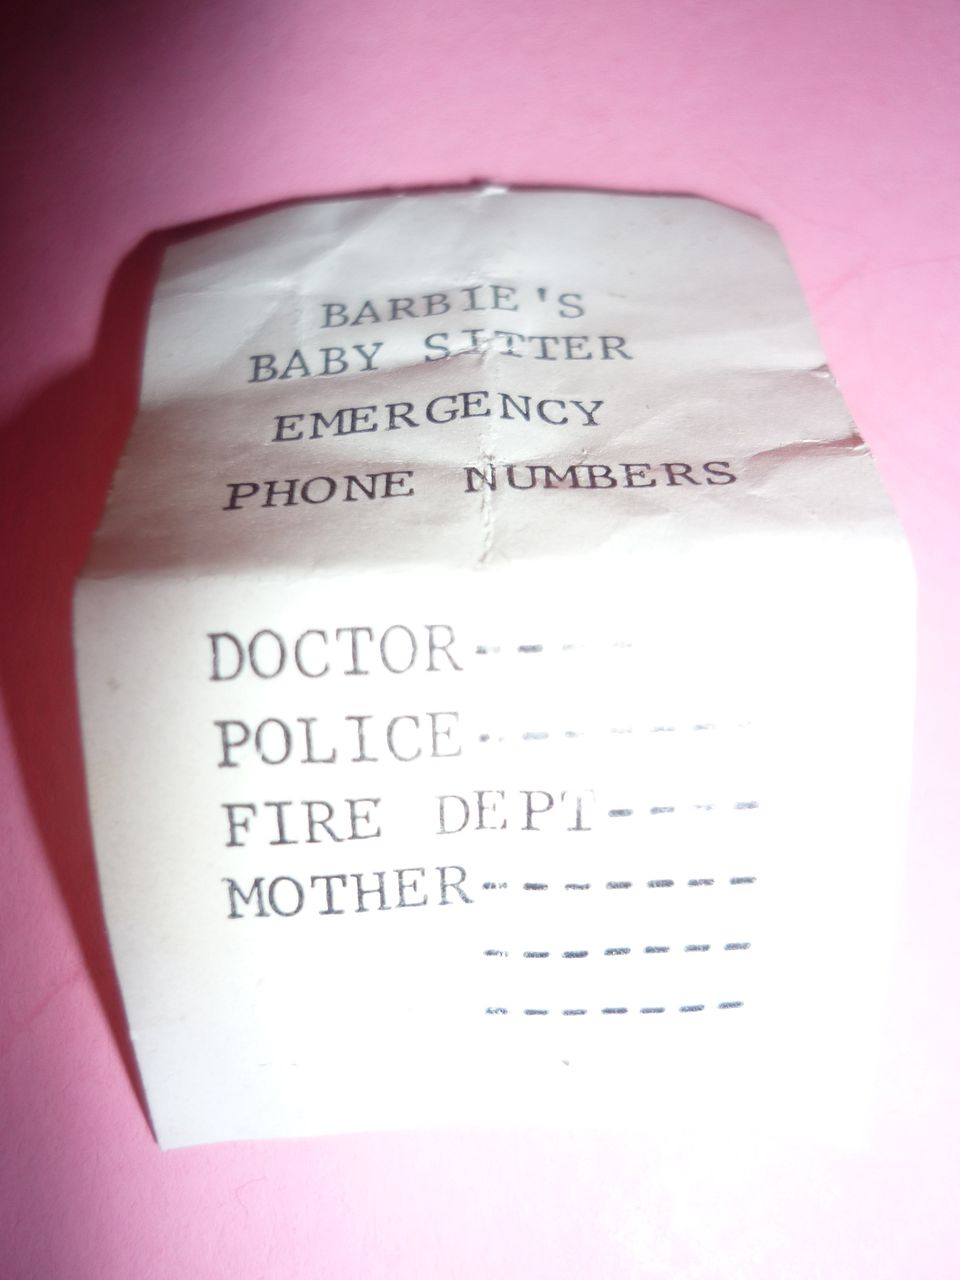 BARBIE'S
BABY SITTER
EMERGENCY
PHONE NUMBERS
DOCTOR-----
POLICE-------
FIRE DEPT----
MOTHER-------
-------
-------